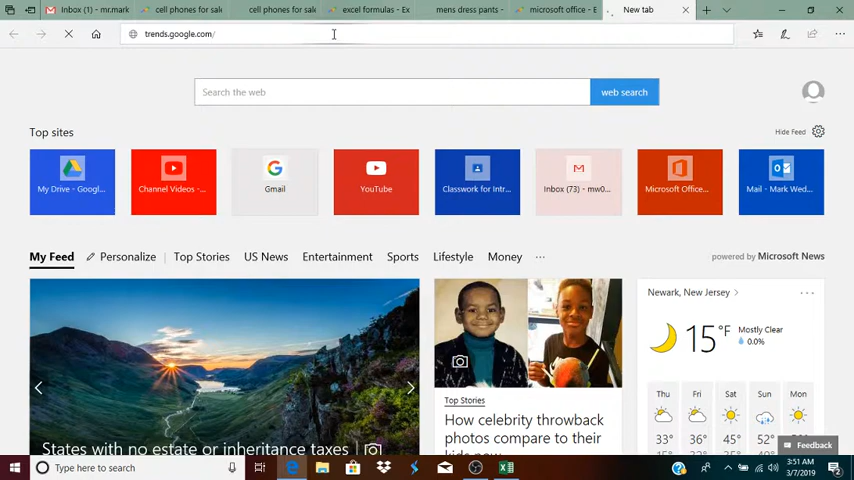 Inbox (1) - mr.mark
cell phones for sale
cell phones for sale
excel formulas - Ex
mens dress pants -
microsoft office - E
New tab
trends.google.com/
Search the web
web search
Top sites
Hide Feed
My Drive - Googl...
Channel Videos -...
Gmail
YouTube
Classwork for Intr...
Inbox (73) - mw0...
Microsoft Office...
Mail - Mark Wed...
My Feed
Personalize
Top Stories
US News
Entertainment
Sports
Lifestyle
Money
...
powered by Microsoft News
States with no estate or inheritance taxes
Top Stories
How celebrity throwback
photos compare to their
kids
Newark, New Jersey
15°F
Mostly Clear
0.0%
Thu
Fri
Sat
Sun
Mon
33°
36°
45°
52°
Feedback
Type here to search
3:51 AM
3/7/2019
2